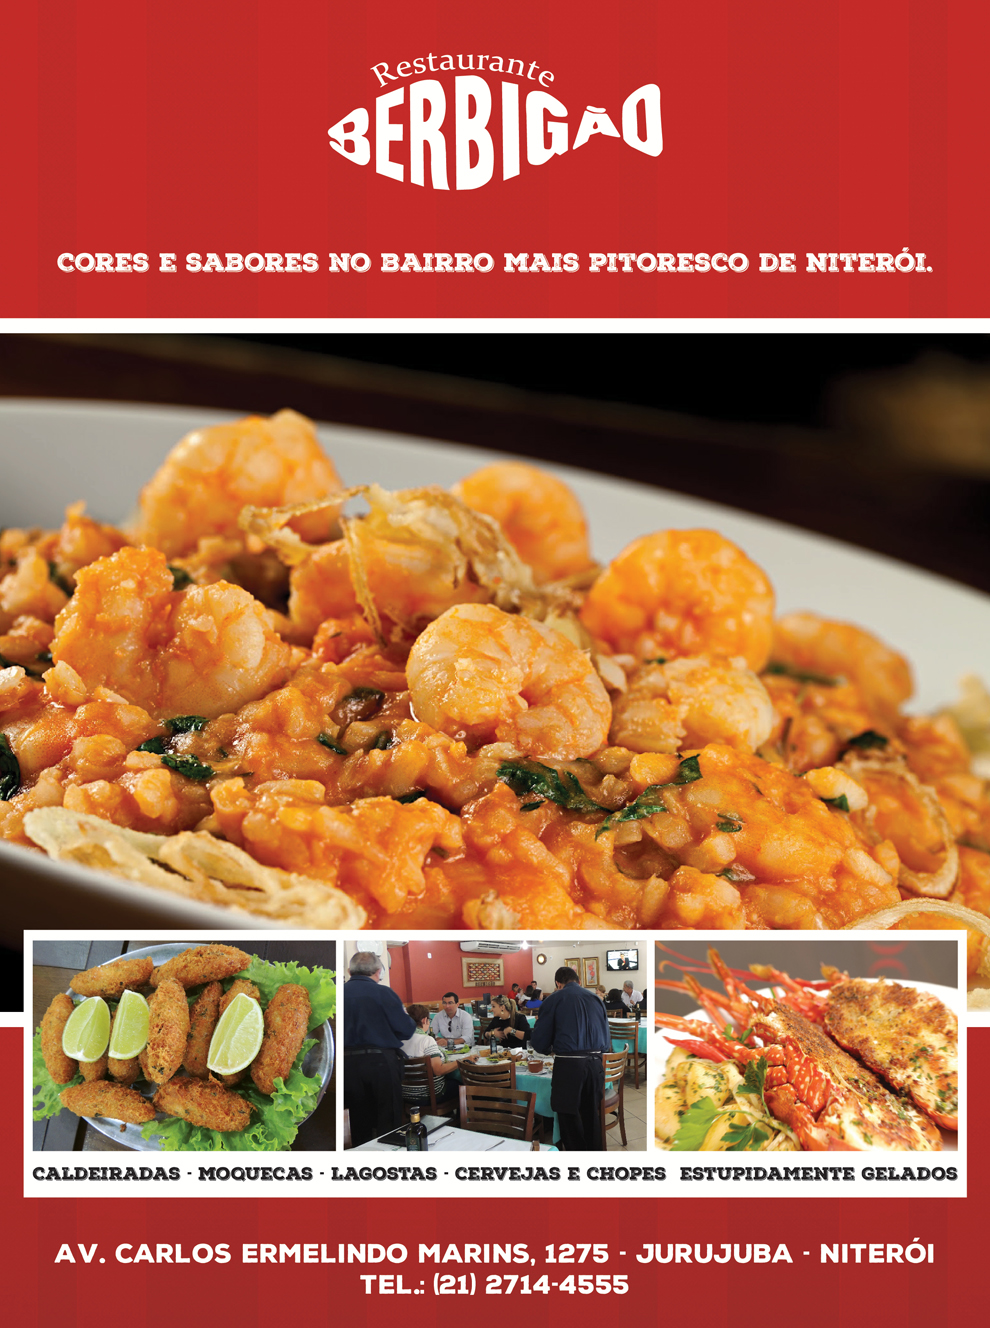 Restaurante
BERBIGÃO
CORES E SABORES NO BAIRRO MAIS PITORESCO DE NITERÓI.
CALDEIRADAS - MOQUECAS - LAGOSTAS - CERVEJAS E CHOPES ESTUPIDAMENTE GELADOS
AV. CARLOS ERMELINDO MARINS, 1275 - JURUJUBA - NITERÓI
TEL.: (21) 2714-4555